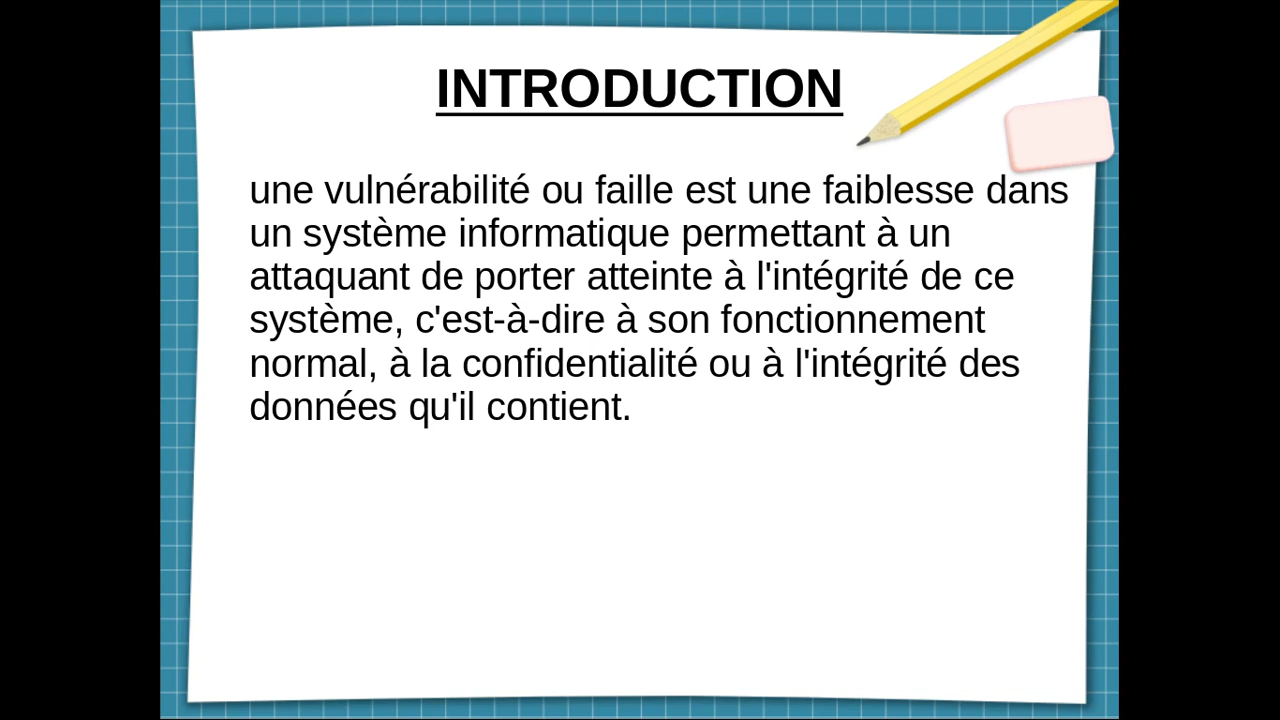 INTRODUCTION
une vulnérabilité ou faille est une faiblesse dans
un système informatique permettant à un
attaquant de porter atteinte à l'intégrité de ce
système, c'est-à-dire à son fonctionnement
normal, à la confidentialité ou à l'intégrité des
données qu'il contient.